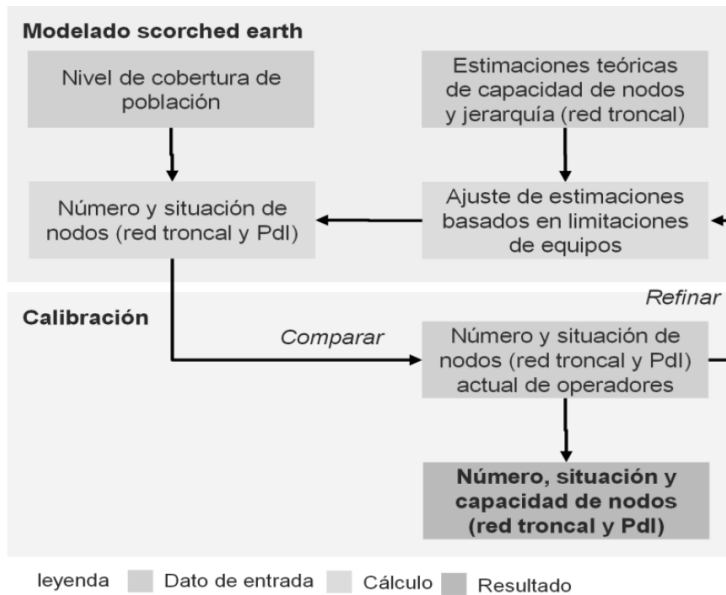 Modelado scorched earth
Nivel de cobertura de
población
Estimaciones teóricas
de capacidad de nodos
y jerarquía (red troncal)
Número y situación de
nodos (red troncal y PdI)
Ajuste de estimaciones
basados en limitaciones
de equipos
Refinar
Calibración
Comparar
Número y situación de
nodos (red troncal y PdI)
actual de operadores
Número, situación y
capacidad de nodos
(red troncal y PdI)
leyenda
Dato de entrada
Cálculo
Resultado